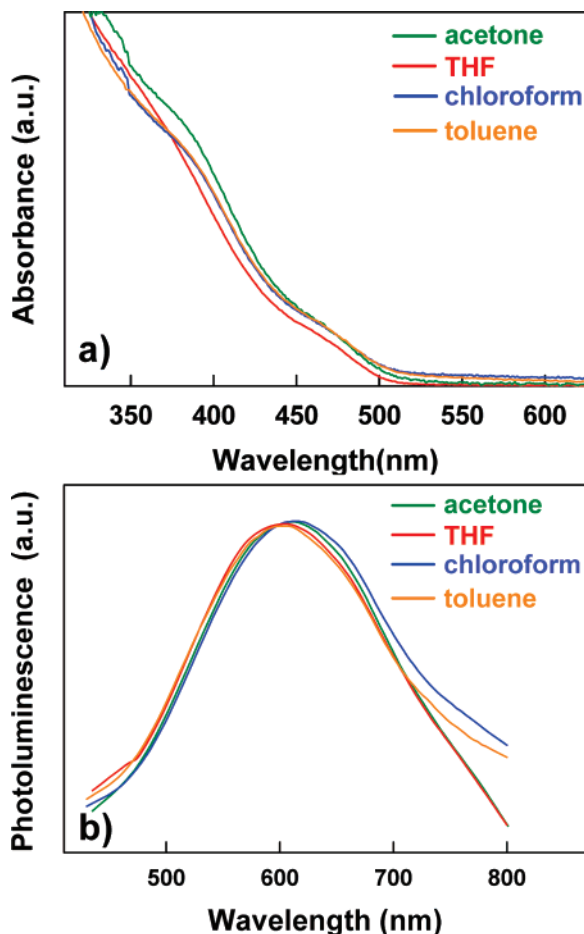 Absorbance (a.u.)
acetone
THF
chloroform
toluene
a)
350 400 450 500 550 600
Wavelength(nm)
Photoluminescence (a.u.)
acetone
THF
chloroform
toluene
b)
500 600 700 800
Wavelength (nm)